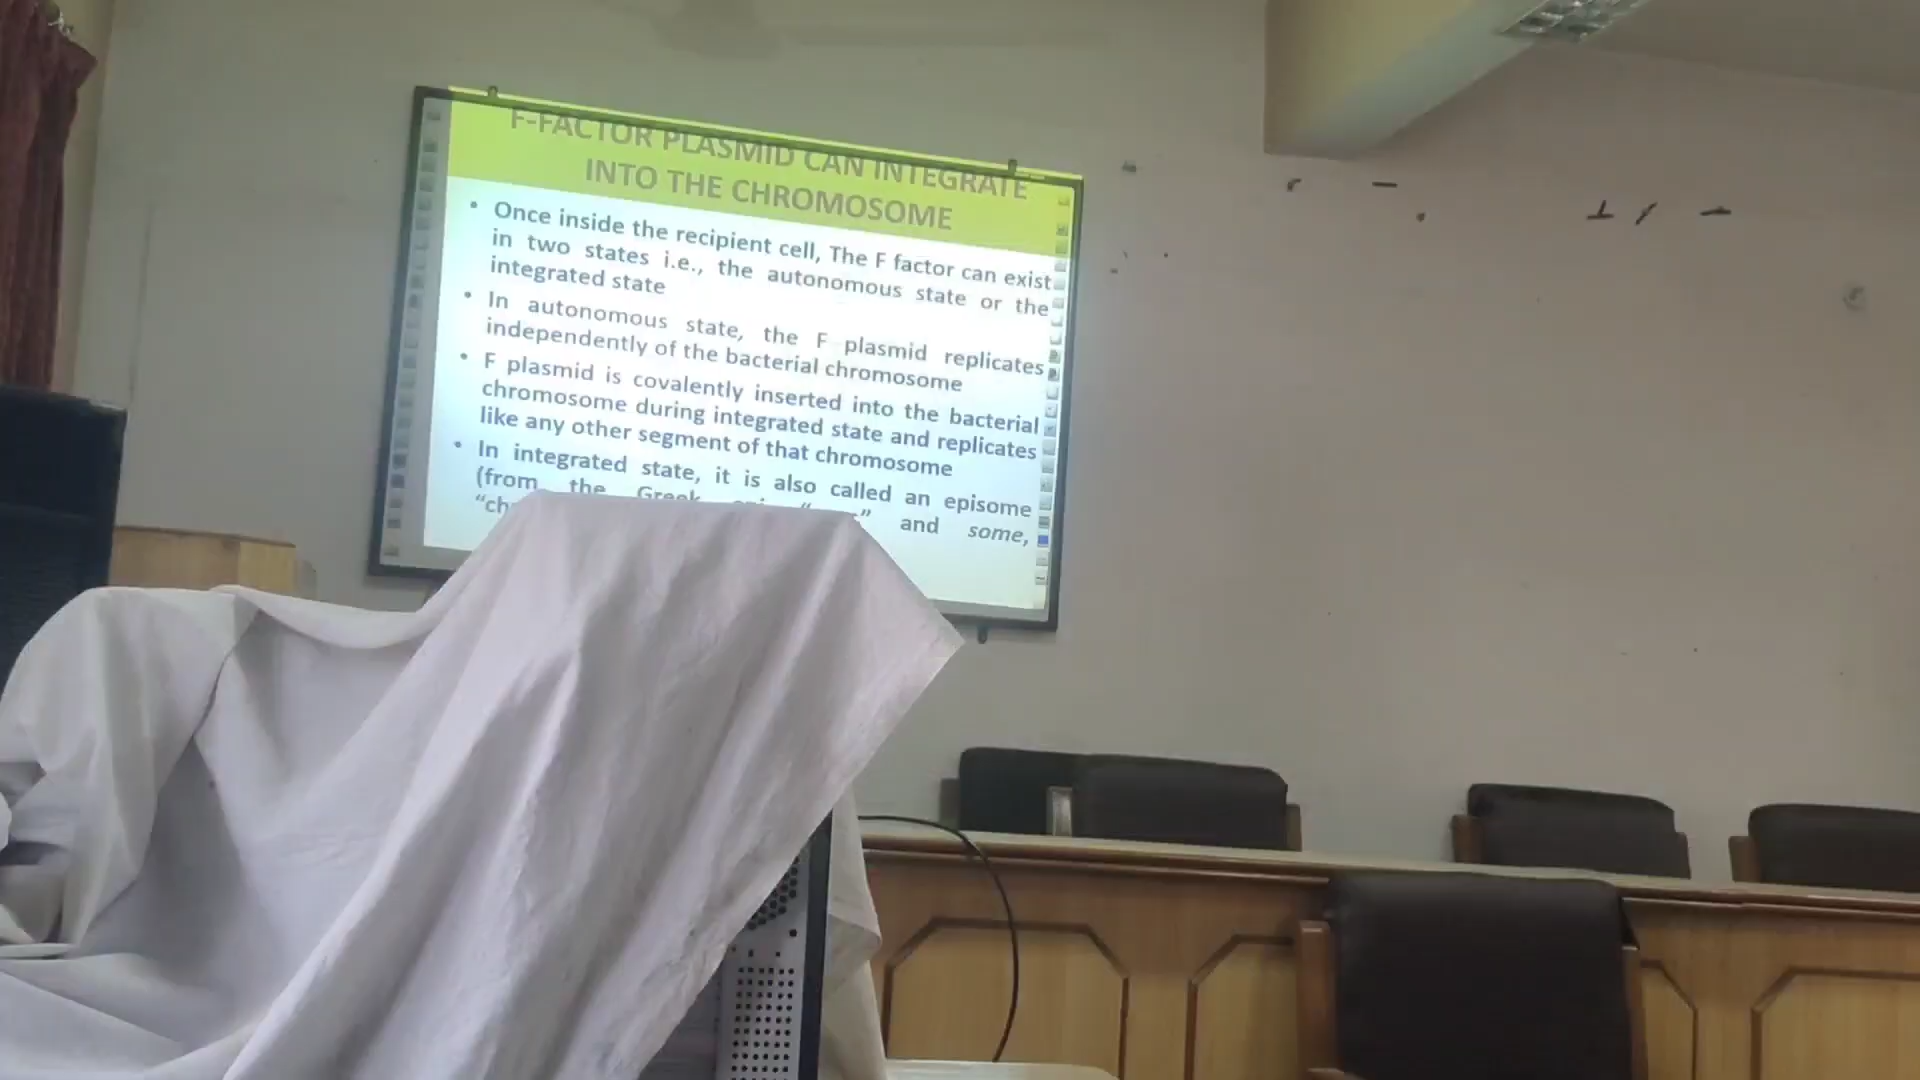 F-FACTOR PLASMID CAN INTEGRATE
INTO THE CHROMOSOME
• Once inside the recipient cell, The F factor can exist
in two states i.e., the autonomous state or the
integrated state
• In autonomous state, the F plasmid replicates
independently of the bacterial chromosome
• F plasmid is covalently inserted into the bacterial
chromosome during integrated state and replicates
like any other segment of that chromosome
• In integrated state, it is also called an episome
(from the Greek and some,